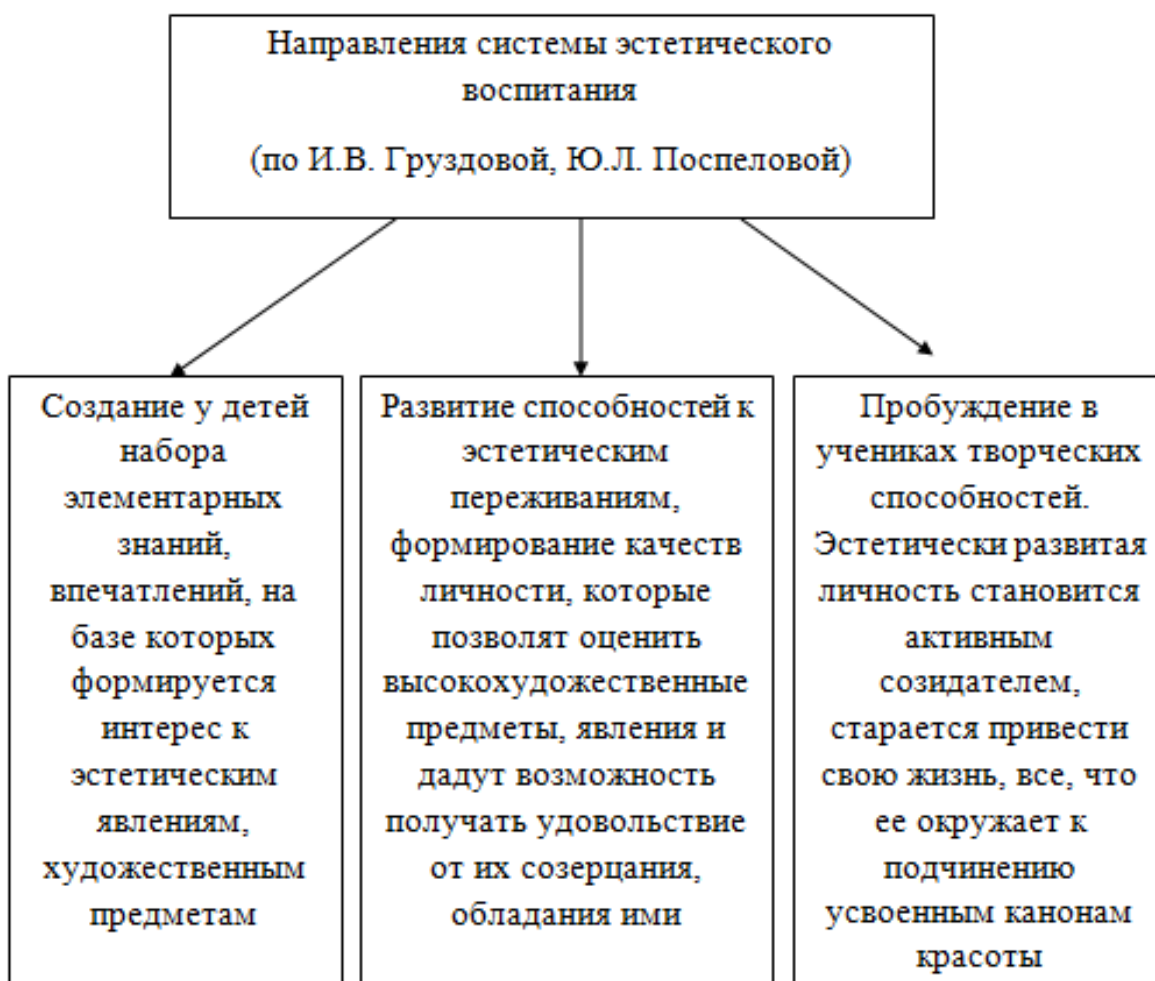 Направления системы эстетического
воспитания
(по И.В. Груздовой, Ю.Л. Поспеловой)
Создание у детей
набора
элементарных
знаний,
впечатлений, на
базе которых
формируется
интерес к
эстетическим
явлениям,
художественным
предметам
Развитие способностей к
эстетическим
переживаниям,
формирование качеств
личности, которые
позволят оценить
высокохудожественные
предметы, явления и
дадут возможность
получать удовольствие
от их созерцания,
обладания ими
Пробуждение в
учениках творческих
способностей.
Эстетически развитая
личность становится
активным
созидателем,
старается привести
свою жизнь, все, что
ее окружает к
подчинению
усвоенным канонам
красоты